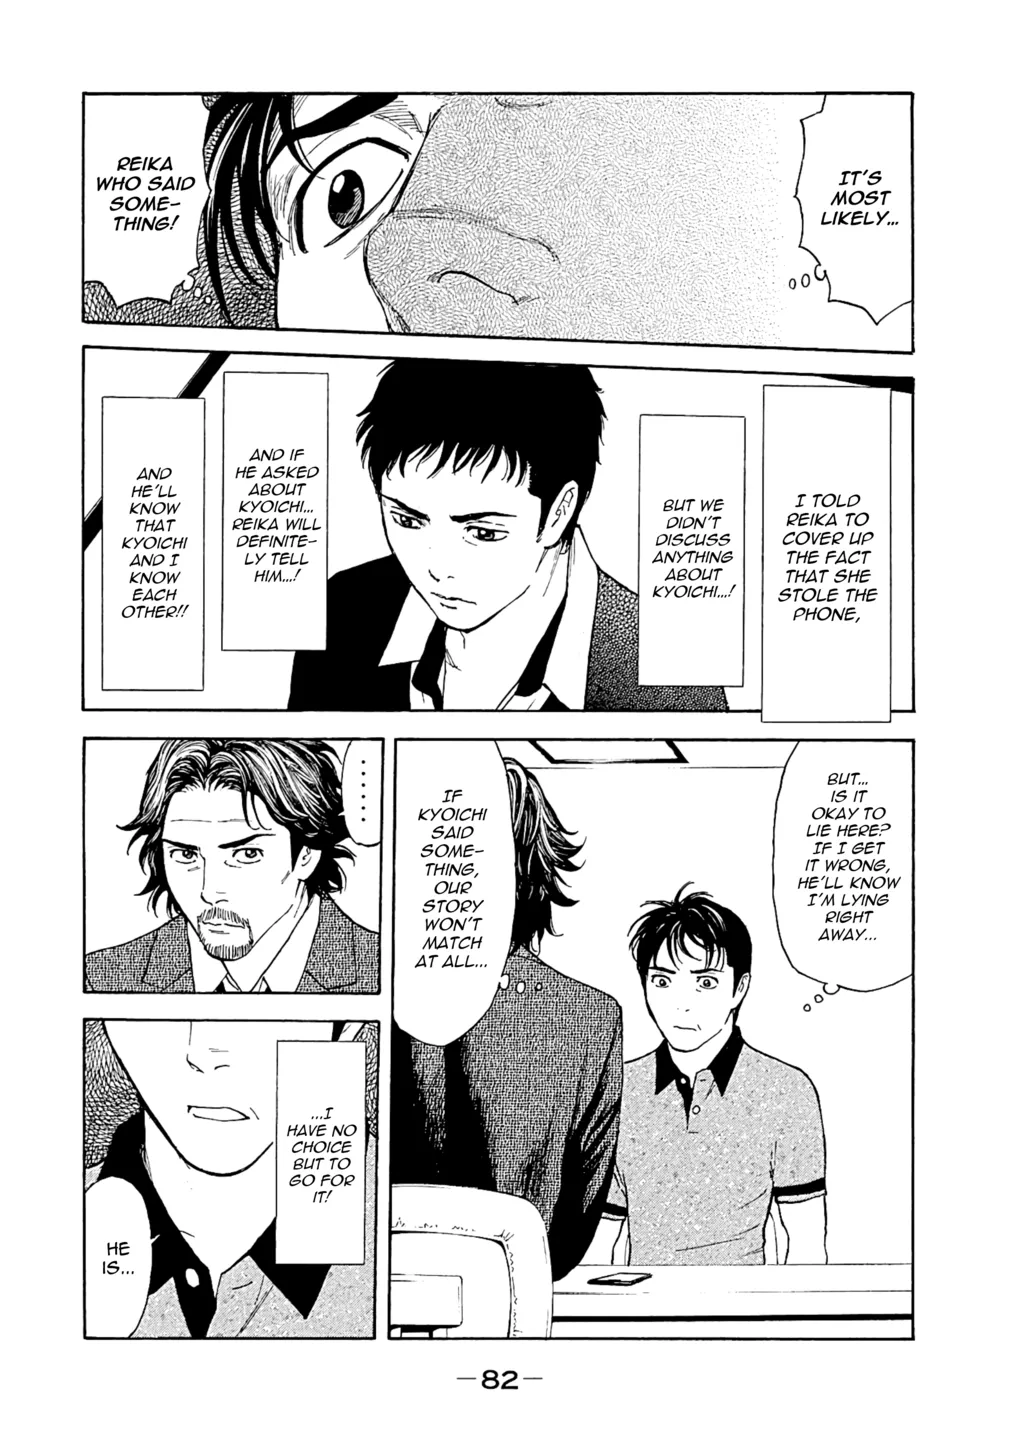 IT'S
MOST
LIKELY...
REIKA
WHO SAID
SOME-
THING!
I TOLD
REIKA TO
COVER UP
THE FACT
THAT SHE
STOLE THE
PHONE,
BUT WE
DIDN'T
DISCUSS
ANYTHING
ABOUT
KYOICHI...!
AND IF
HE ASKED
ABOUT
KYOICHI...
REIKA WILL
DEFINITE-
LY TELL
HIM...!
AND
HE'LL
KNOW
THAT
KYOICHI
AND I
KNOW
EACH
OTHER!!
BUT...
IS IT
OKAY TO
LIE HERE?
IF I GET
IT WRONG,
HE'LL KNOW
I'M LYING
RIGHT
AWAY...
IF
KYOICHI
SAID
SOME-
THING,
OUR
STORY
WON'T
MATCH
AT ALL...
........
...I
HAVE NO
CHOICE
BUT TO
GO FOR
IT!
HE
IS...
—82—